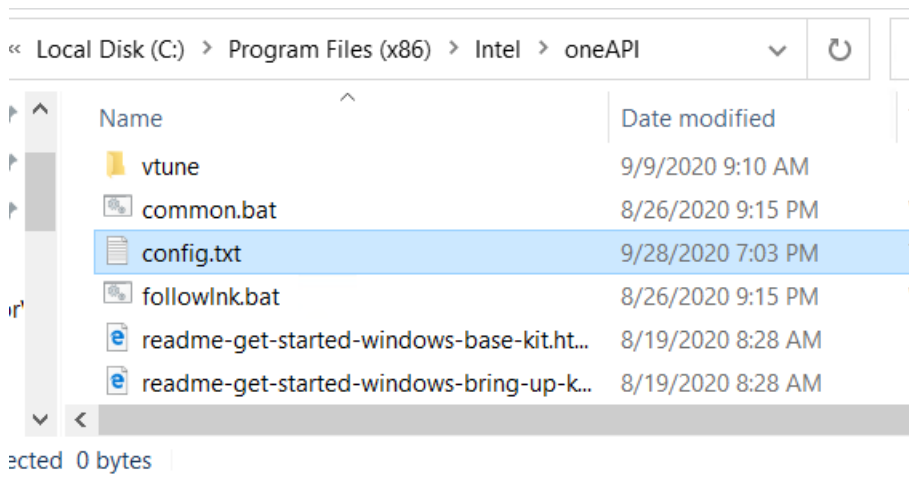 « Local Disk (C:) > Program Files (x86) > Intel > oneAPI
Name Date modified
vtune 9/9/2020 9:10 AM
common.bat 8/26/2020 9:15 PM
config.txt 9/28/2020 7:03 PM
followlnk.bat 8/26/2020 9:15 PM
readme-get-started-windows-base-kit.ht... 8/19/2020 8:28 AM
readme-get-started-windows-bring-up-k... 8/19/2020 8:28 AM
ected 0 bytes